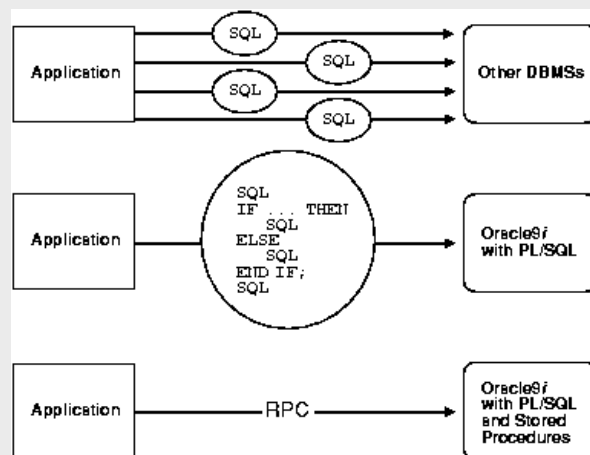 SQL
Application
SQL
Other DBMSs
SQL
SQL
Application
SQL
IF ... THEN
SQL
ELSE
SQL
END IF;
SQL
Oracle9i
with PL/SQL
Application
RPC
Oracle9i
with PL/SQL
and Stored
Procedures